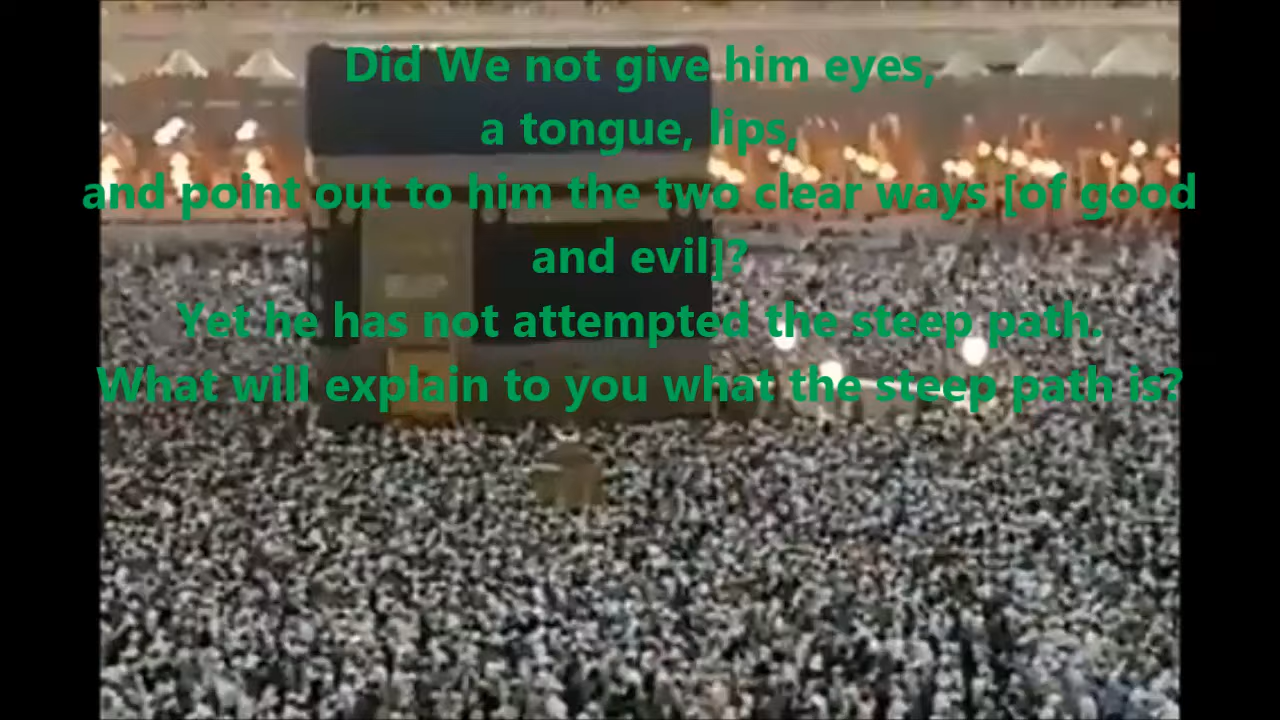 Did We not give him eyes,
a tongue, lips,
and point out to him the two clear ways [of good
and evil]?
Yet he has not attempted the steep path.
What will explain to you what the steep path is?